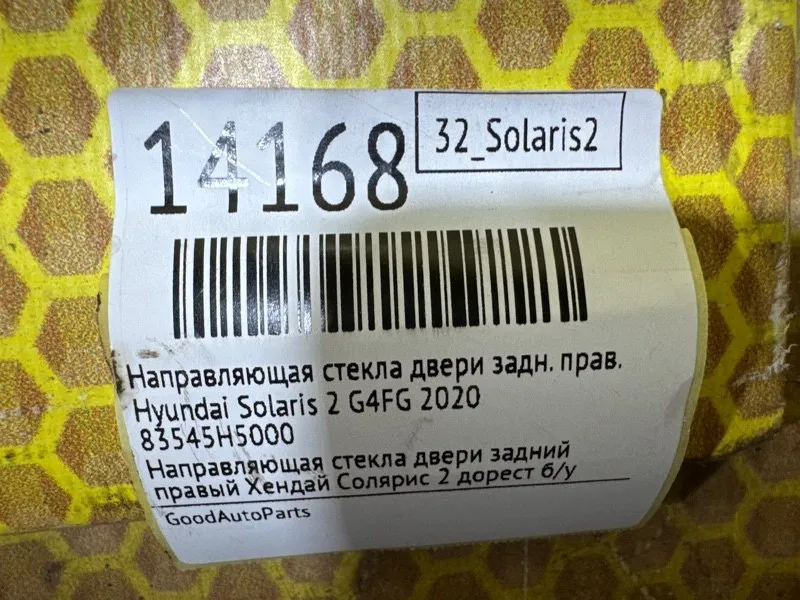 14168
32_Solaris2
Направляющая стекла двери задн. прав.
Hyundai Solaris 2 G4FG 2020
83545H5000
Направляющая стекла двери задний
правый Хендай Солярис 2 дорест б/у
GoodAutoParts